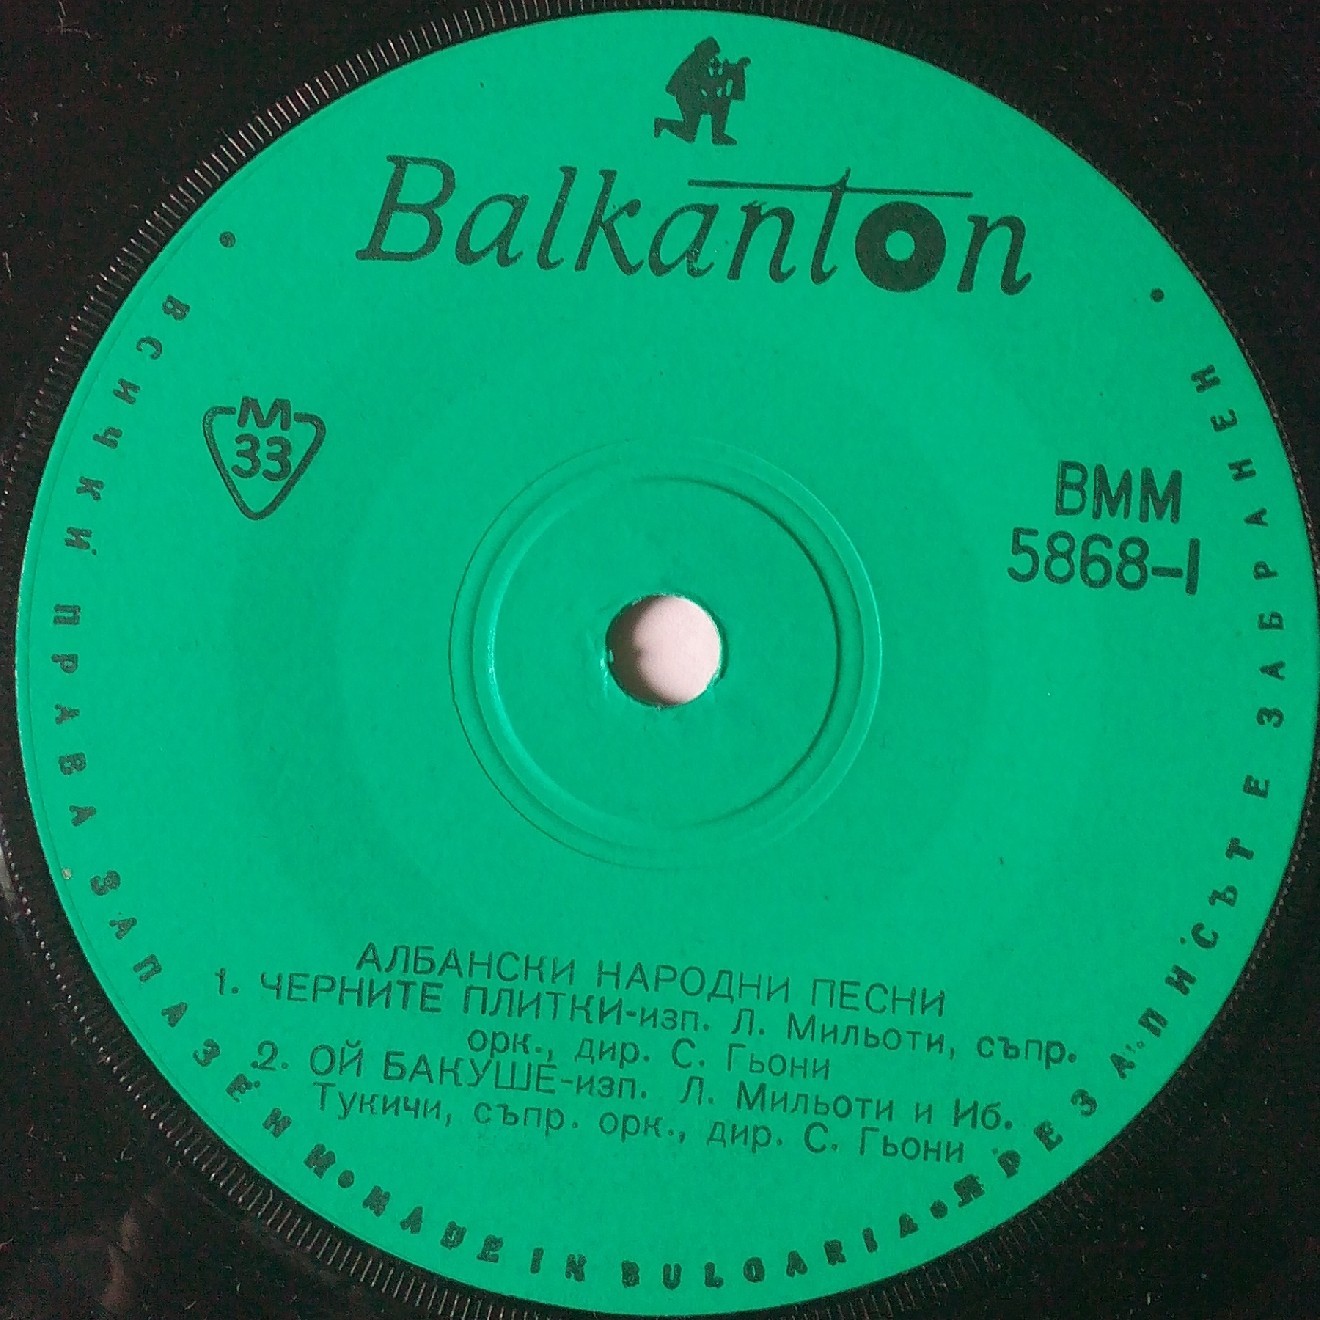 Balkanton
M
33
ВММ
5868-I
АЛБАНСКИ НАРОДНИ ПЕСНИ
1. ЧЕРНИТЕ ПЛИТКИ-изп. Л. Мильоти, съпр.
орк., дир. С. Гьони
2. ОЙ БАКУШЕ-изп. Л. Мильоти и Иб.
Тукичи, съпр. орк., дир. С. Гьони
• ВСИЧКИ ПРАВА ЗАПАЗЕНИ • MADE IN BULGARIA • ПРЕЗАПИСЪТ Е ЗАБРАНЕН •